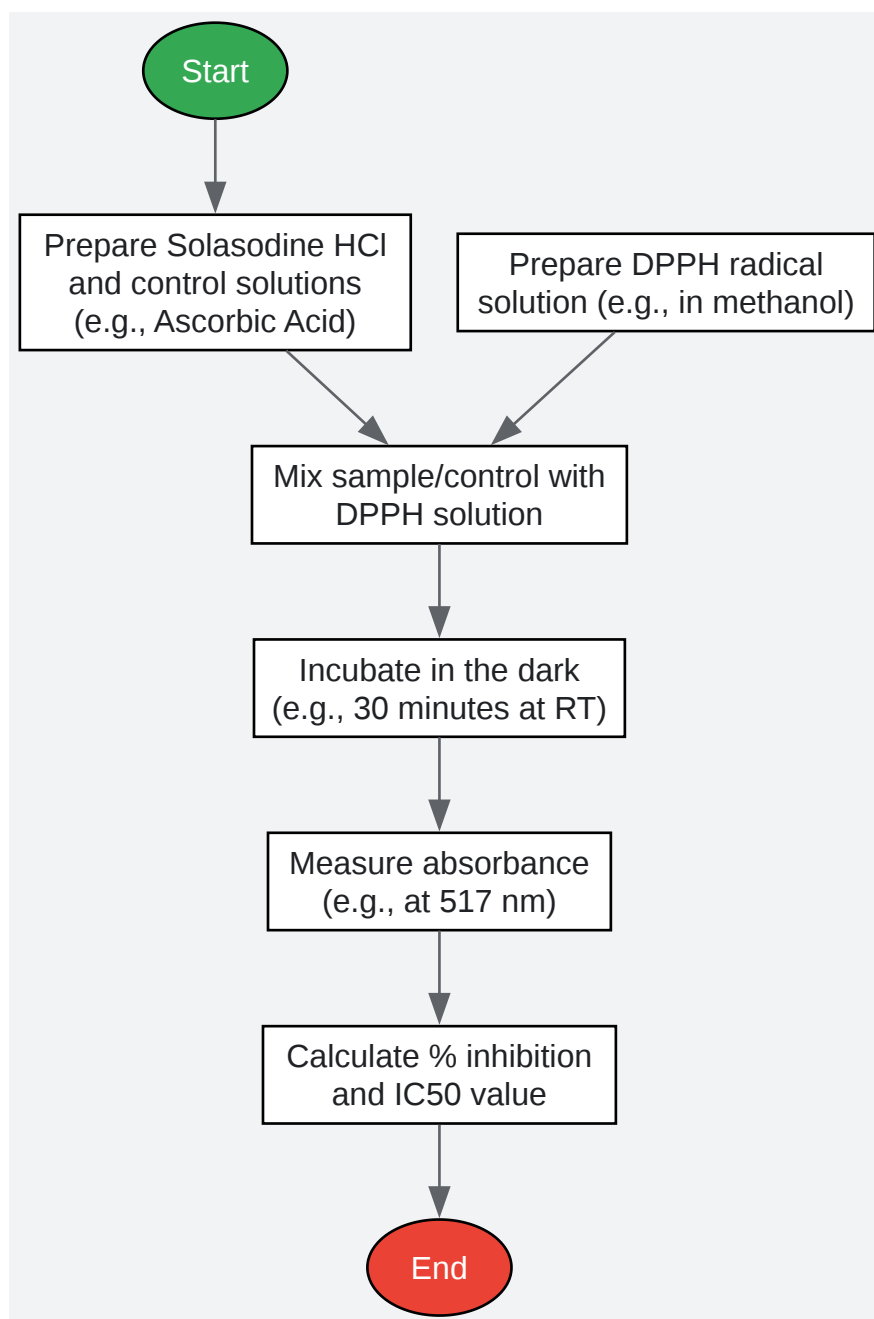 Start
Prepare Solasodine HCl
and control solutions
(e.g., Ascorbic Acid)
Prepare DPPH radical
solution (e.g., in methanol)
Mix sample/control with
DPPH solution
Incubate in the dark
(e.g., 30 minutes at RT)
Measure absorbance
(e.g., at 517 nm)
Calculate % inhibition
and IC50 value
End